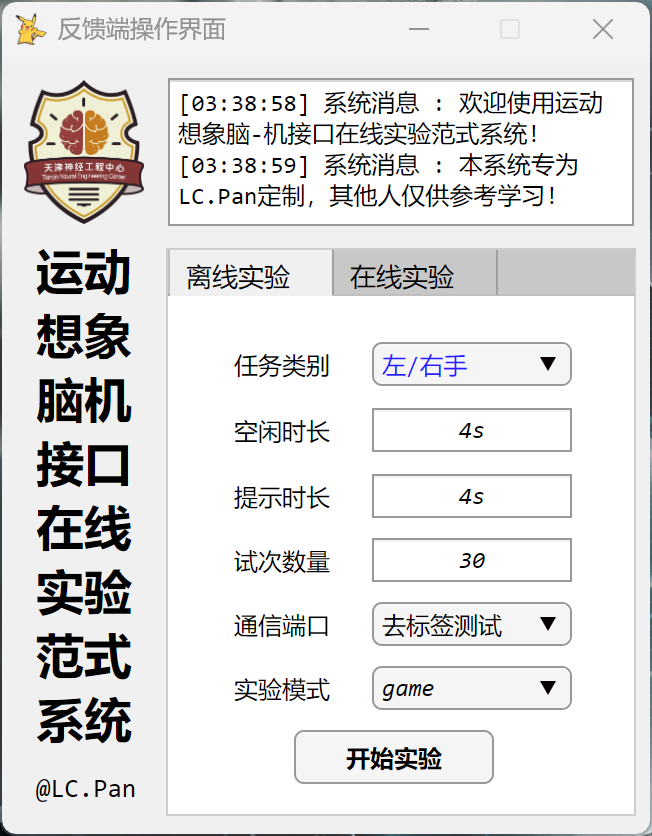 反馈端操作界面
天津神经工程中心
Tianjin Neural Engineering Center
[03:38:58] 系统消息 : 欢迎使用运动
想象脑-机接口在线实验范式系统!
[03:38:59] 系统消息 : 本系统专为
LC.Pan定制, 其他人仅供参考学习!
运动
想象
脑机
接口
在线
实验
范式
系统
@LC.Pan
离线实验 在线实验
任务类别 左/右手
空闲时长 4s
提示时长 4s
试次数量 30
通信端口 去标签测试
实验模式 game
开始实验